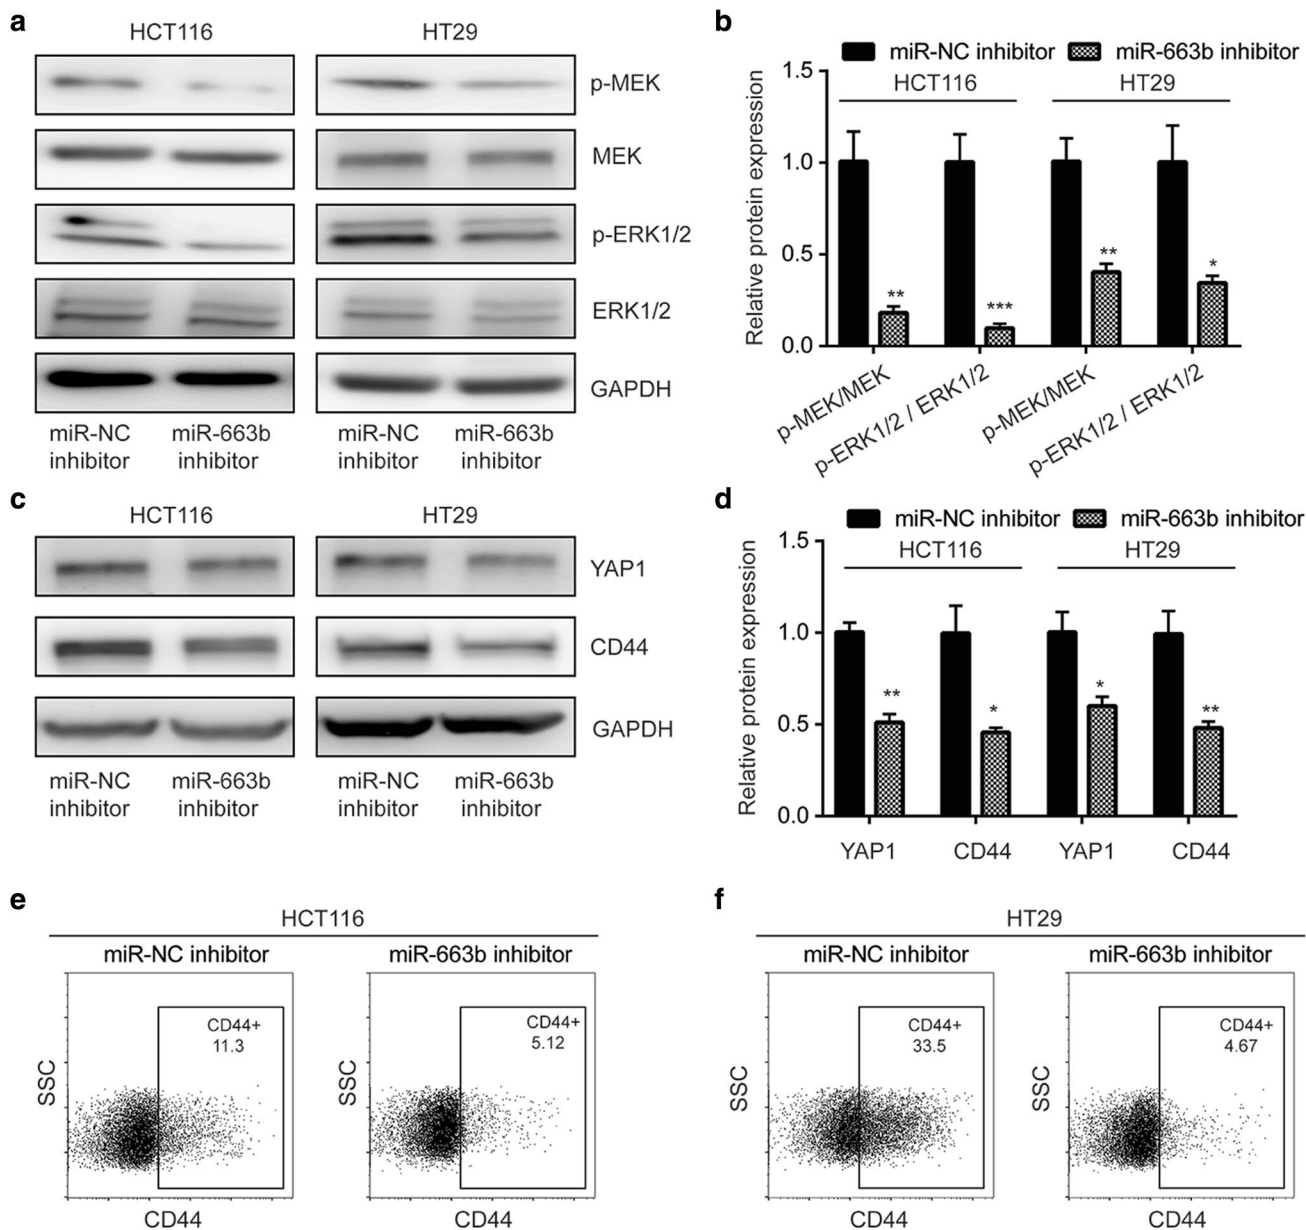 a
HCT116
HT29
p-MEK
MEK
p-ERK1/2
ERK1/2
GAPDH
miR-NC
inhibitor
miR-663b
inhibitor
miR-NC
inhibitor
miR-663b
inhibitor
b
miR-NC inhibitor
miR-663b inhibitor
HCT116
HT29
Relative protein expression
1.5
1.0
0.5
0.0
**
***
**
*
p-MEK/MEK
p-ERK1/2 / ERK1/2
p-MEK/MEK
p-ERK1/2 / ERK1/2
c
HCT116
HT29
YAP1
CD44
GAPDH
miR-NC
inhibitor
miR-663b
inhibitor
miR-NC
inhibitor
miR-663b
inhibitor
d
miR-NC inhibitor
miR-663b inhibitor
HCT116
HT29
Relative protein expression
1.5
1.0
0.5
0.0
**
*
*
**
YAP1
CD44
YAP1
CD44
e
HCT116
miR-NC inhibitor
miR-663b inhibitor
SSC
CD44+
11.3
CD44
SSC
CD44+
5.12
CD44
f
HT29
miR-NC inhibitor
miR-663b inhibitor
SSC
CD44+
33.5
CD44
SSC
CD44+
4.67
CD44